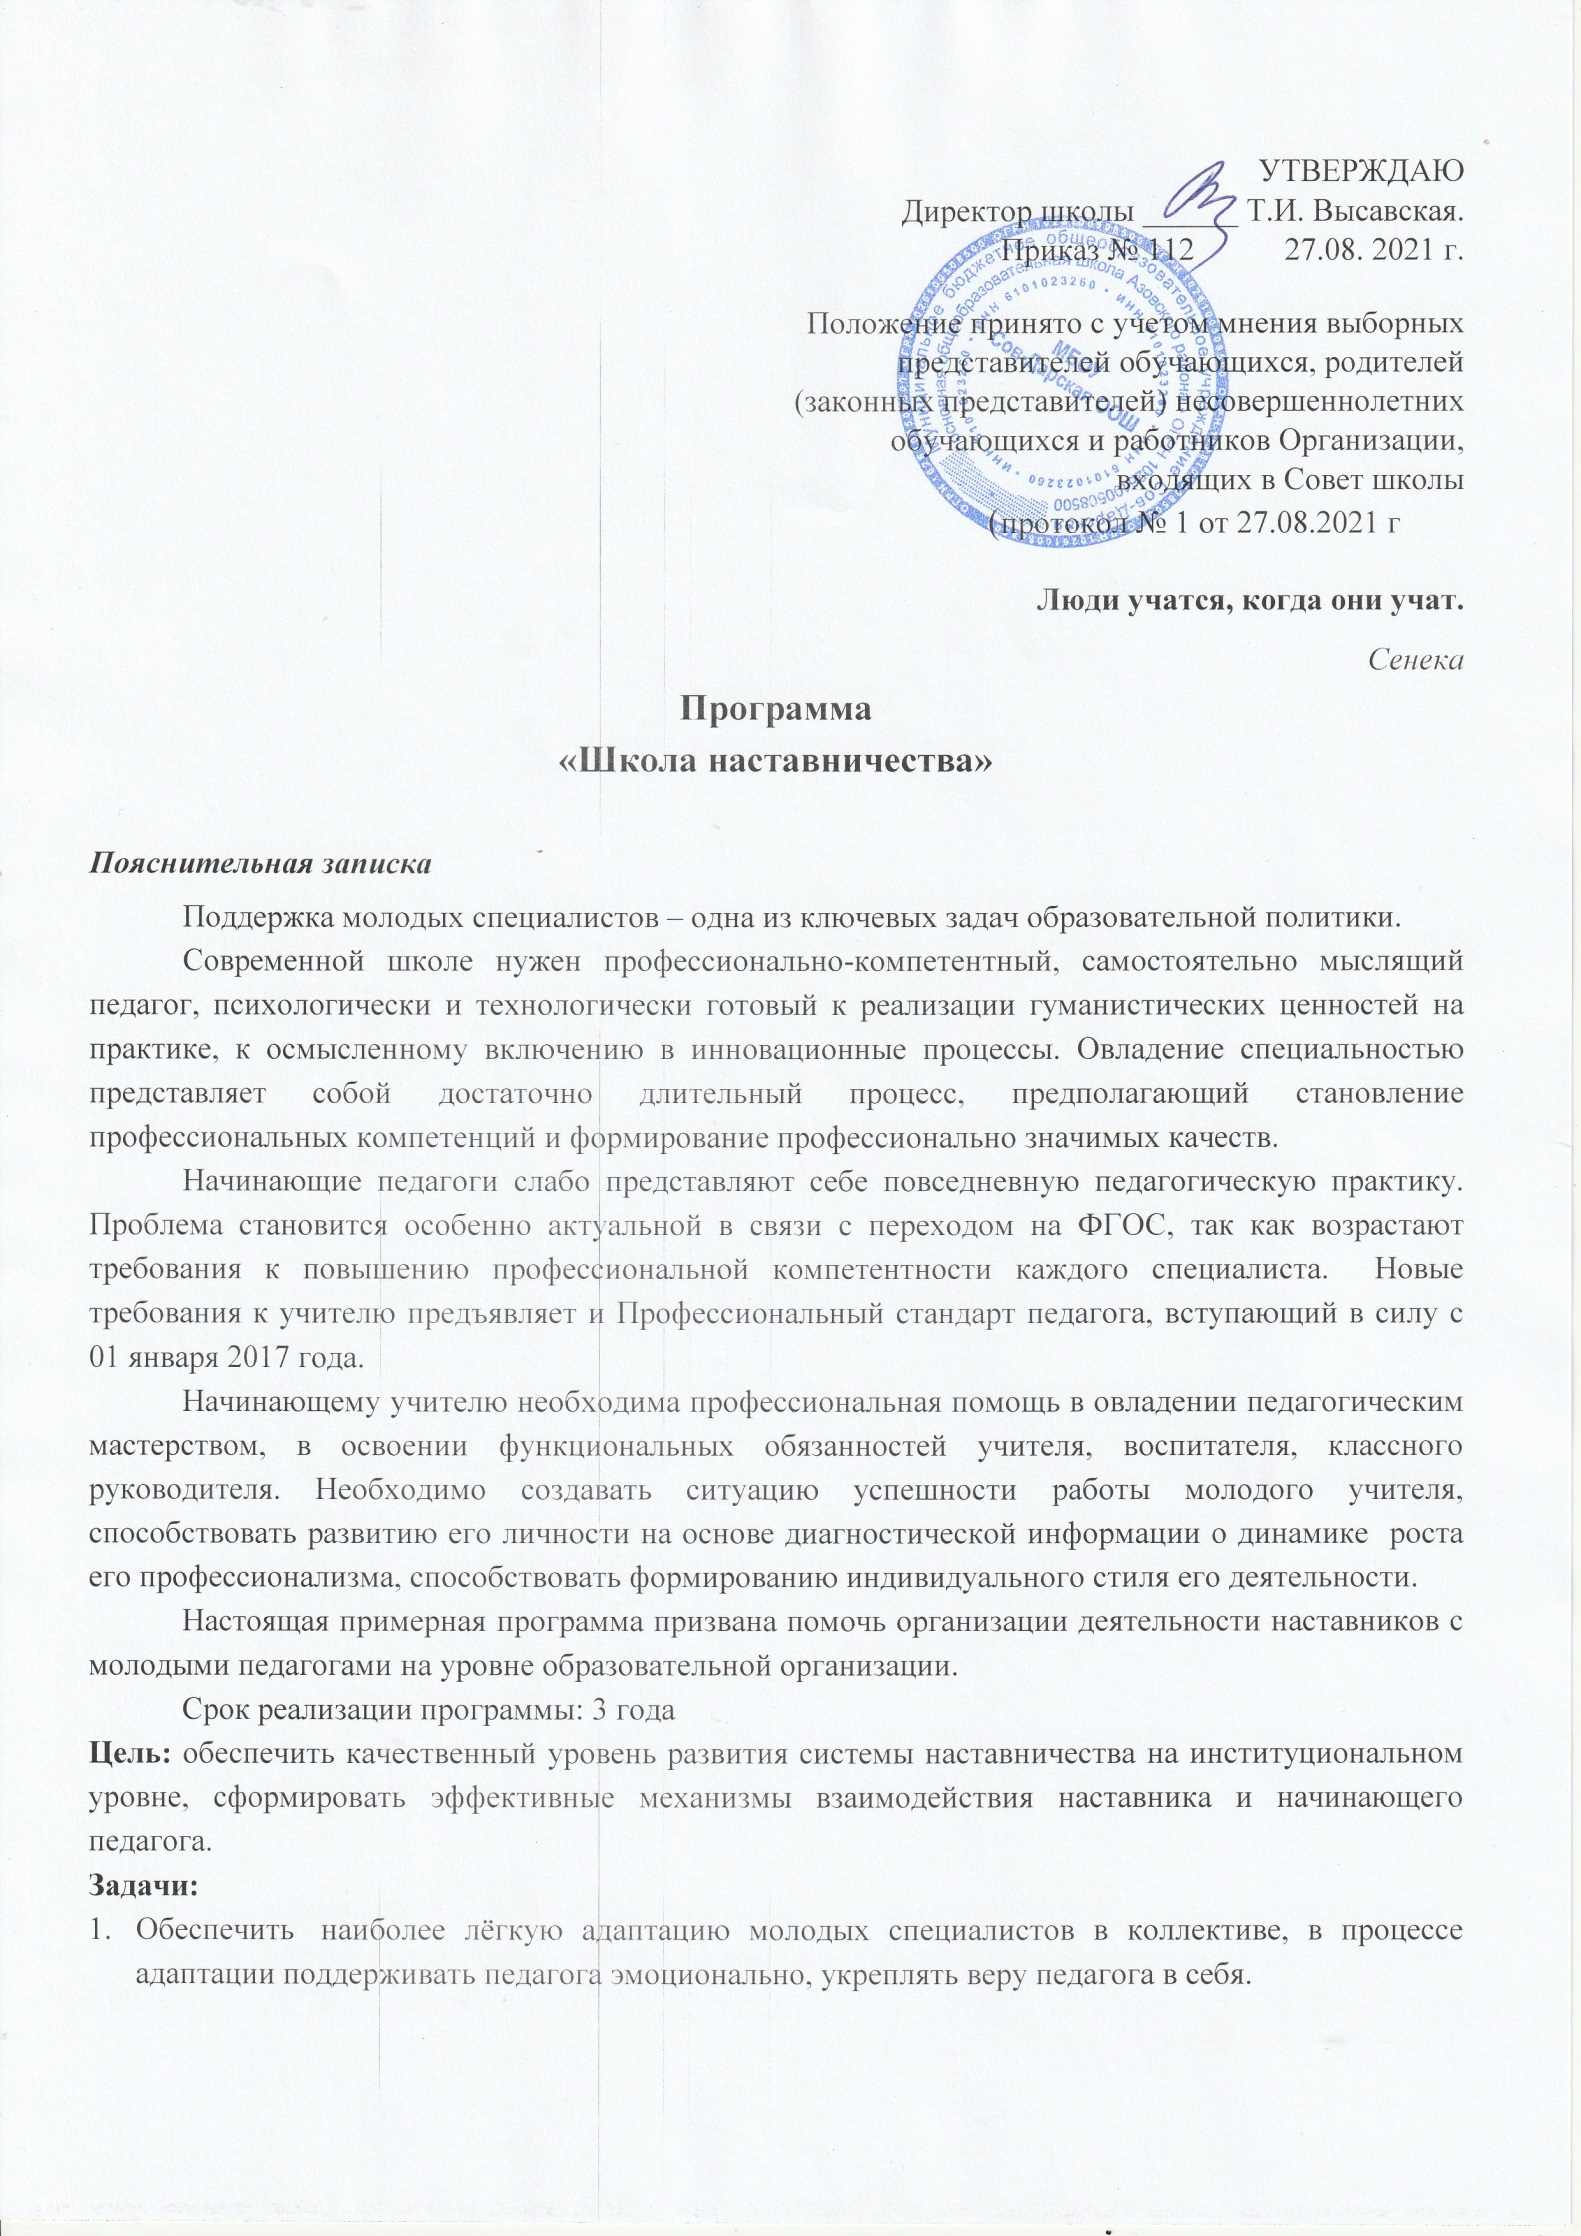 УТВЕРЖДАЮ
Директор школы ______ Т.И. Высавская.
Приказ № 112 27.08. 2021 г.
Положение принято с учетом мнения выборных
представителей обучающихся, родителей
(законных представителей) несовершеннолетних
обучающихся и работников Организации,
входящих в Совет школы
(протокол № 1 от 27.08.2021 г
МБОУ
Сов-Дарская ООШ
Люди учатся, когда они учат.
Сенека
Программа
«Школа наставничества»
Пояснительная записка
Поддержка молодых специалистов – одна из ключевых задач образовательной политики.
Современной школе нужен профессионально-компетентный, самостоятельно мыслящий
педагог, психологически и технологически готовый к реализации гуманистических ценностей на
практике, к осмысленному включению в инновационные процессы. Овладение специальностью
представляет собой достаточно длительный процесс, предполагающий становление
профессиональных компетенций и формирование профессионально значимых качеств.
Начинающие педагоги слабо представляют себе повседневную педагогическую практику.
Проблема становится особенно актуальной в связи с переходом на ФГОС, так как возрастают
требования к повышению профессиональной компетентности каждого специалиста. Новые
требования к учителю предъявляет и Профессиональный стандарт педагога, вступающий в силу с
01 января 2017 года.
Начинающему учителю необходима профессиональная помощь в овладении педагогическим
мастерством, в освоении функциональных обязанностей учителя, воспитателя, классного
руководителя. Необходимо создавать ситуацию успешности работы молодого учителя,
способствовать развитию его личности на основе диагностической информации о динамике роста
его профессионализма, способствовать формированию индивидуального стиля его деятельности.
Настоящая примерная программа призвана помочь организации деятельности наставников с
молодыми педагогами на уровне образовательной организации.
Срок реализации программы: 3 года
Цель: обеспечить качественный уровень развития системы наставничества на институциональном
уровне, сформировать эффективные механизмы взаимодействия наставника и начинающего
педагога.
Задачи:
1. Обеспечить наиболее лёгкую адаптацию молодых специалистов в коллективе, в процессе
адаптации поддерживать педагога эмоционально, укреплять веру педагога в себя.